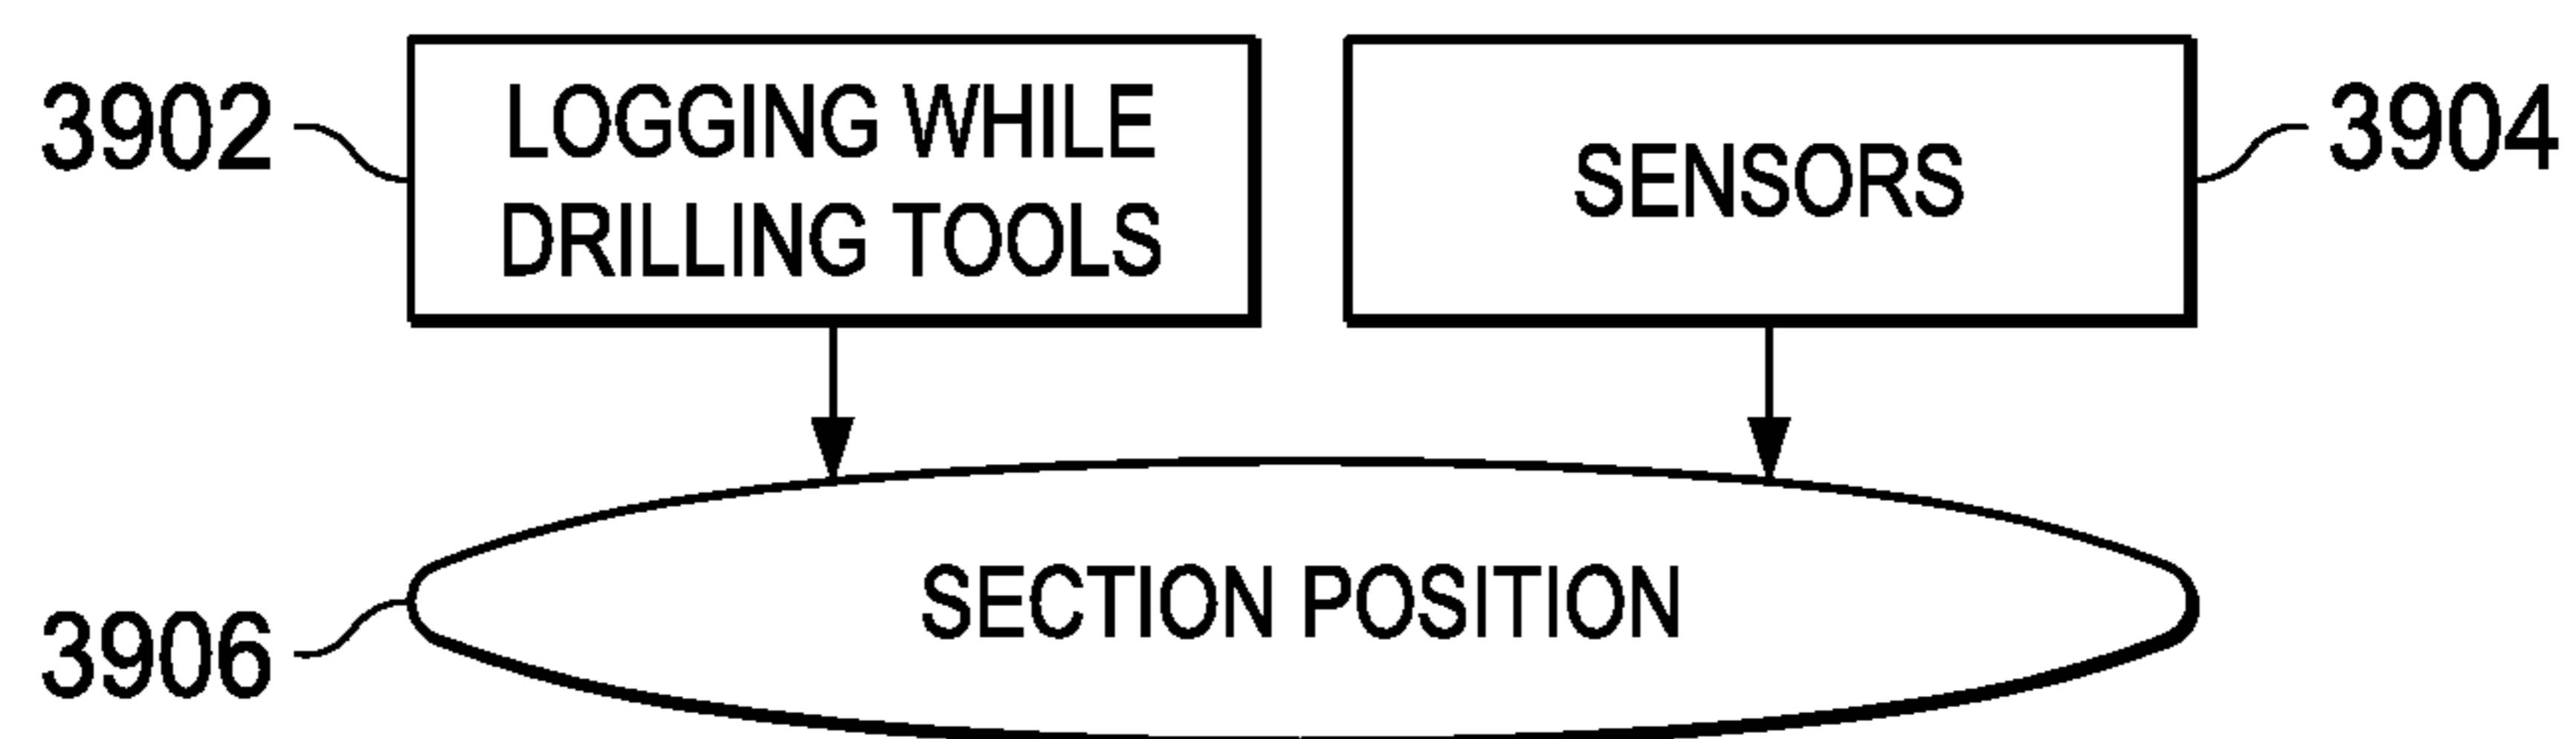 3902
LOGGING WHILE
DRILLING TOOLS
SENSORS
3904
SECTION POSITION
3906